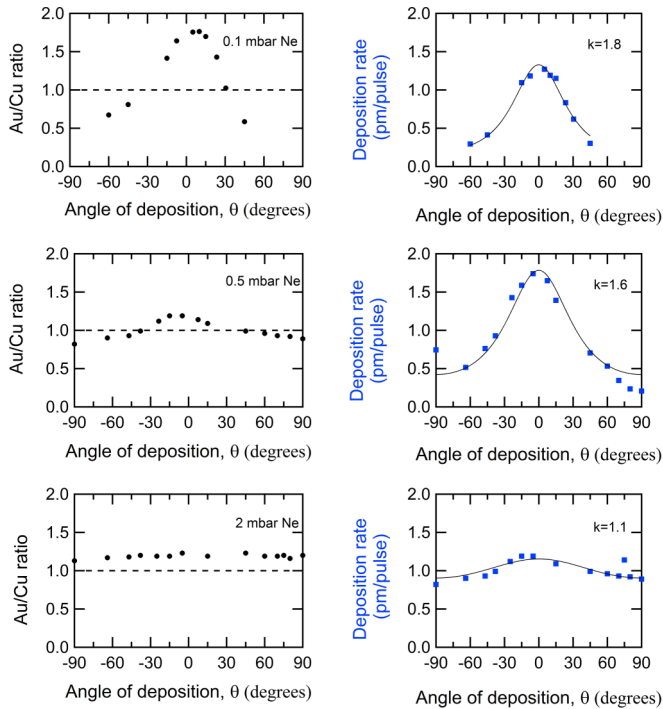 2.0
1.5
1.0
0.5
0.0
Au/Cu ratio
0.1 mbar Ne
-90 -60 -30 0 30 60 90
Angle of deposition, θ (degrees)
2.0
1.5
1.0
0.5
0.0
Deposition rate
(pm/pulse)
k=1.8
-90 -60 -30 0 30 60 90
Angle of deposition, θ (degrees)
2.0
1.5
1.0
0.5
0.0
Au/Cu ratio
0.5 mbar Ne
-90 -60 -30 0 30 60 90
Angle of deposition, θ (degrees)
2.0
1.5
1.0
0.5
0.0
Deposition rate
(pm/pulse)
k=1.6
-90 -60 -30 0 30 60 90
Angle of deposition, θ (degrees)
2.0
1.5
1.0
0.5
0.0
Au/Cu ratio
2 mbar Ne
-90 -60 -30 0 30 60 90
Angle of deposition, θ (degrees)
2.0
1.5
1.0
0.5
0.0
Deposition rate
(pm/pulse)
k=1.1
-90 -60 -30 0 30 60 90
Angle of deposition, θ (degrees)